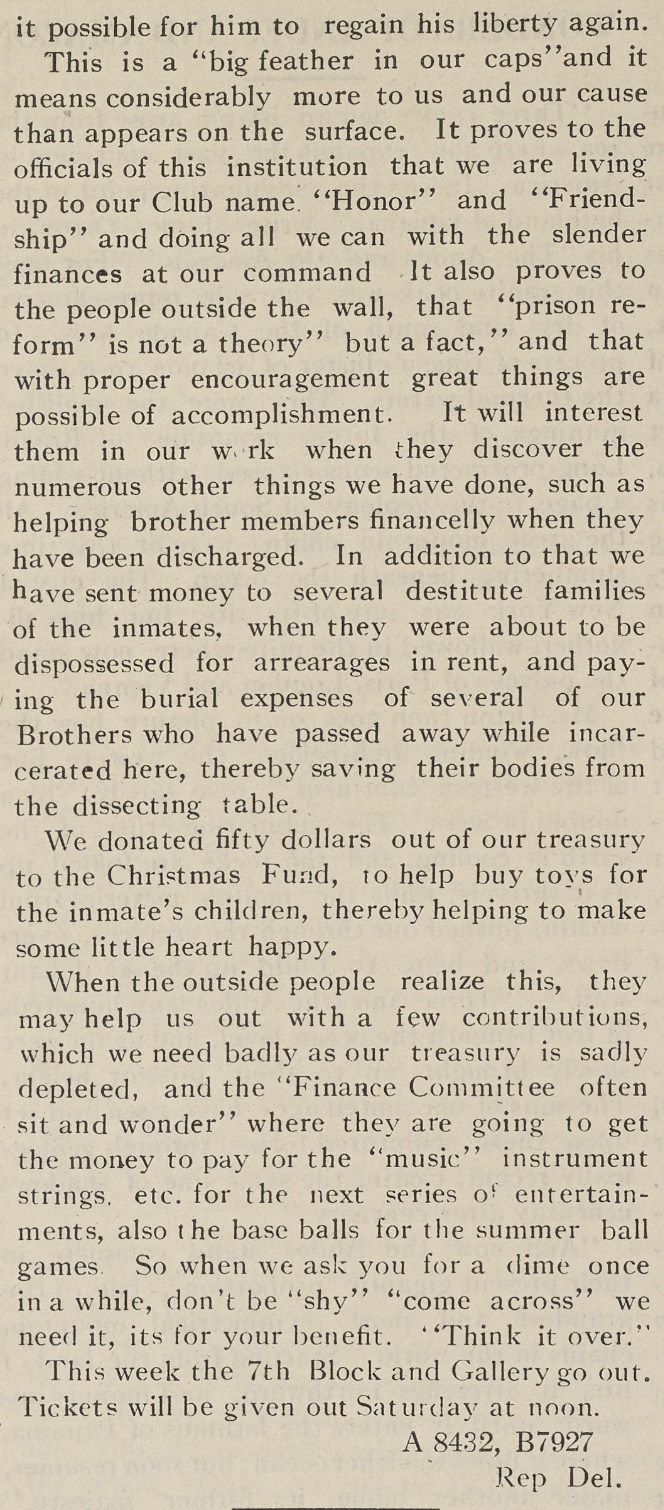 it possible for him to regain his liberty again.
This is a “big feather in our caps”and it
means considerably more to us and our cause
than appears on the surface. It proves to the
officials of this institution that we are living
up to our Club name. “Honor” and “Friend-
ship” and doing all we can with the slender
finances at our command It also proves to
the people outside the wall, that “prison re-
form” is not a theory” but a fact,” and that
with proper encouragement great things are
possible of accomplishment. It will interest
them in our w rk when they discover the
numerous other things we have done, such as
helping brother members financelly when they
have been discharged. In addition to that we
have sent money to several destitute families
of the inmates, when they were about to be
dispossessed for arrearages in rent, and pay-
ing the burial expenses of several of our
Brothers who have passed away while incar-
cerated here, thereby saving their bodies from
the dissecting table.
We donated fifty dollars out of our treasury
to the Christmas Fund, to help buy toys for
the inmate’s children, thereby helping to make
some little heart happy.
When the outside people realize this, they
may help us out with a few contributions,
which we need badly as our treasury is sadly
depleted, and the “Finance Committee often
sit and wonder” where they are going to get
the money to pay for the “music” instrument
strings, etc. for the next series of entertain-
ments, also the base balls for the summer ball
games. So when we ask you for a dime once
in a while, don’t be “shy” “come across” we
need it, its for your benefit. “Think it over.”
This week the 7th Block and Gallery go out.
Tickets will be given out Saturday at noon.
A 8432, B7927
Rep Del.